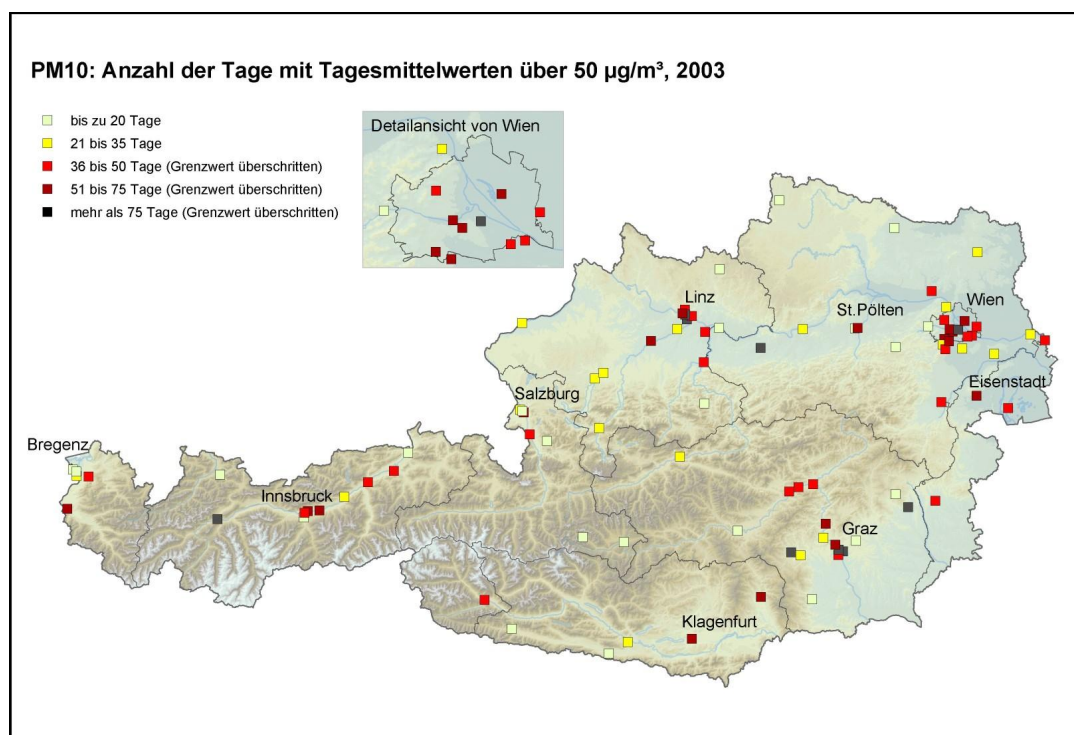 PM10: Anzahl der Tage mit Tagesmittelwerten über 50 µg/m³, 2003
bis zu 20 Tage
21 bis 35 Tage
36 bis 50 Tage (Grenzwert überschritten)
51 bis 75 Tage (Grenzwert überschritten)
mehr als 75 Tage (Grenzwert überschritten)
Detailansicht von Wien
Linz
St.Pölten
Wien
Eisenstadt
Salzburg
Bregenz
Innsbruck
Graz
Klagenfurt